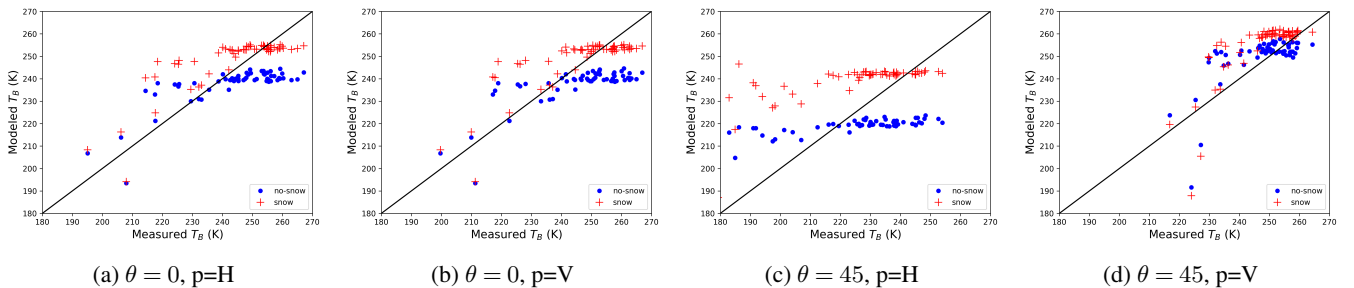 270
260
250
240
230
220
210
200
190
180
Modeled T_B (K)
no-snow
snow
180 190 200 210 220 230 240 250 260 270
Measured T_B (K)
(a) θ = 0, p=H
270
260
250
240
230
220
210
200
190
180
Modeled T_B (K)
no-snow
snow
180 190 200 210 220 230 240 250 260 270
Measured T_B (K)
(b) θ = 0, p=V
270
260
250
240
230
220
210
200
190
180
Modeled T_B (K)
no-snow
snow
180 190 200 210 220 230 240 250 260 270
Measured T_B (K)
(c) θ = 45, p=H
270
260
250
240
230
220
210
200
190
180
Modeled T_B (K)
no-snow
snow
180 190 200 210 220 230 240 250 260 270
Measured T_B (K)
(d) θ = 45, p=V